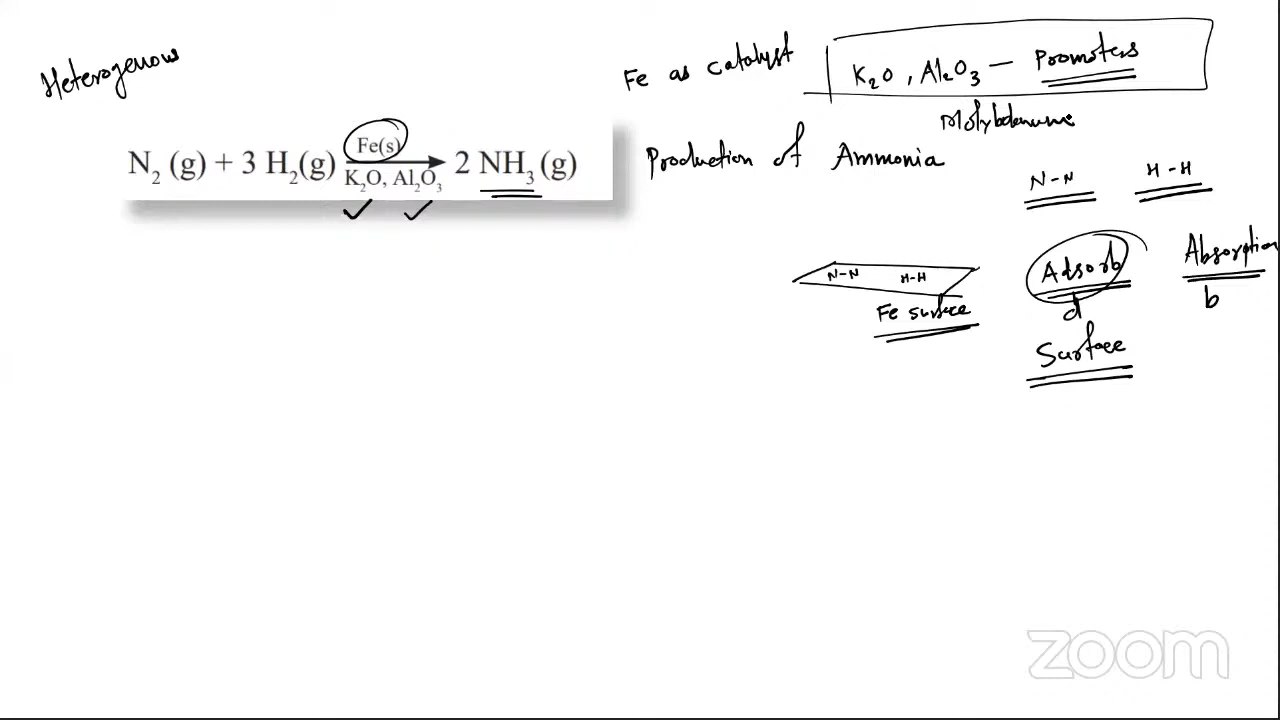 Heterogenous
Fe as catalyst
K₂O, Al₂O₃ — Promoters
Molybdenum
N₂ (g) + 3 H₂(g) Fe(s) K₂O, Al₂O₃ 2 NH₃ (g)
Production of Ammonia
N-N H-H
N-N H-H
Fe surface
Adsorb
d
Surface
Absorption
b
zoom